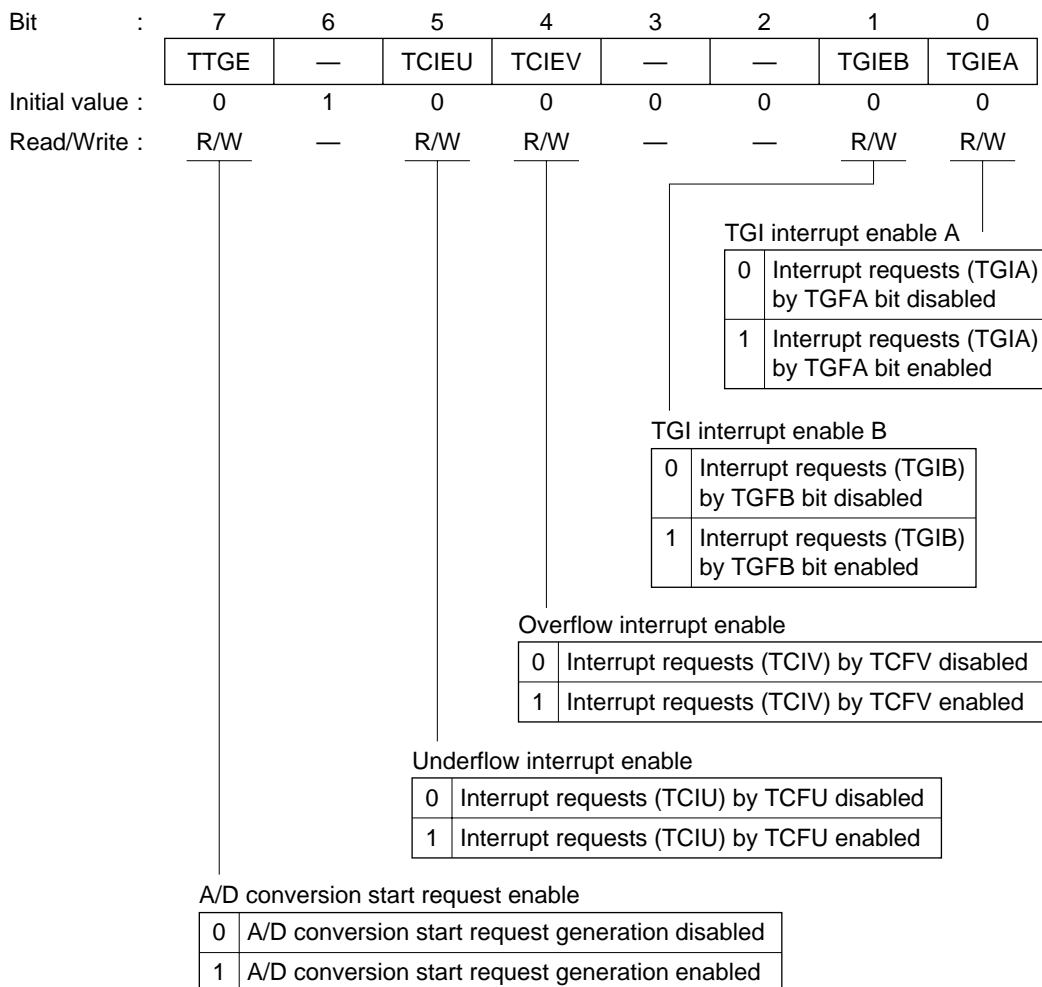 Bit : 7 6 5 4 3 2 1 0
TTGE — TCIEU TCIEV — — TGIEB TGIEA
Initial value : 0 1 0 0 0 0 0 0
Read/Write : R/W — R/W R/W — — R/W R/W
TGI interrupt enable A
0 Interrupt requests (TGIA)
by TGFA bit disabled
1 Interrupt requests (TGIA)
by TGFA bit enabled
TGI interrupt enable B
0 Interrupt requests (TGIB)
by TGFB bit disabled
1 Interrupt requests (TGIB)
by TGFB bit enabled
Overflow interrupt enable
0 Interrupt requests (TCIV) by TCFV disabled
1 Interrupt requests (TCIV) by TCFV enabled
Underflow interrupt enable
0 Interrupt requests (TCIU) by TCFU disabled
1 Interrupt requests (TCIU) by TCFU enabled
A/D conversion start request enable
0 A/D conversion start request generation disabled
1 A/D conversion start request generation enabled